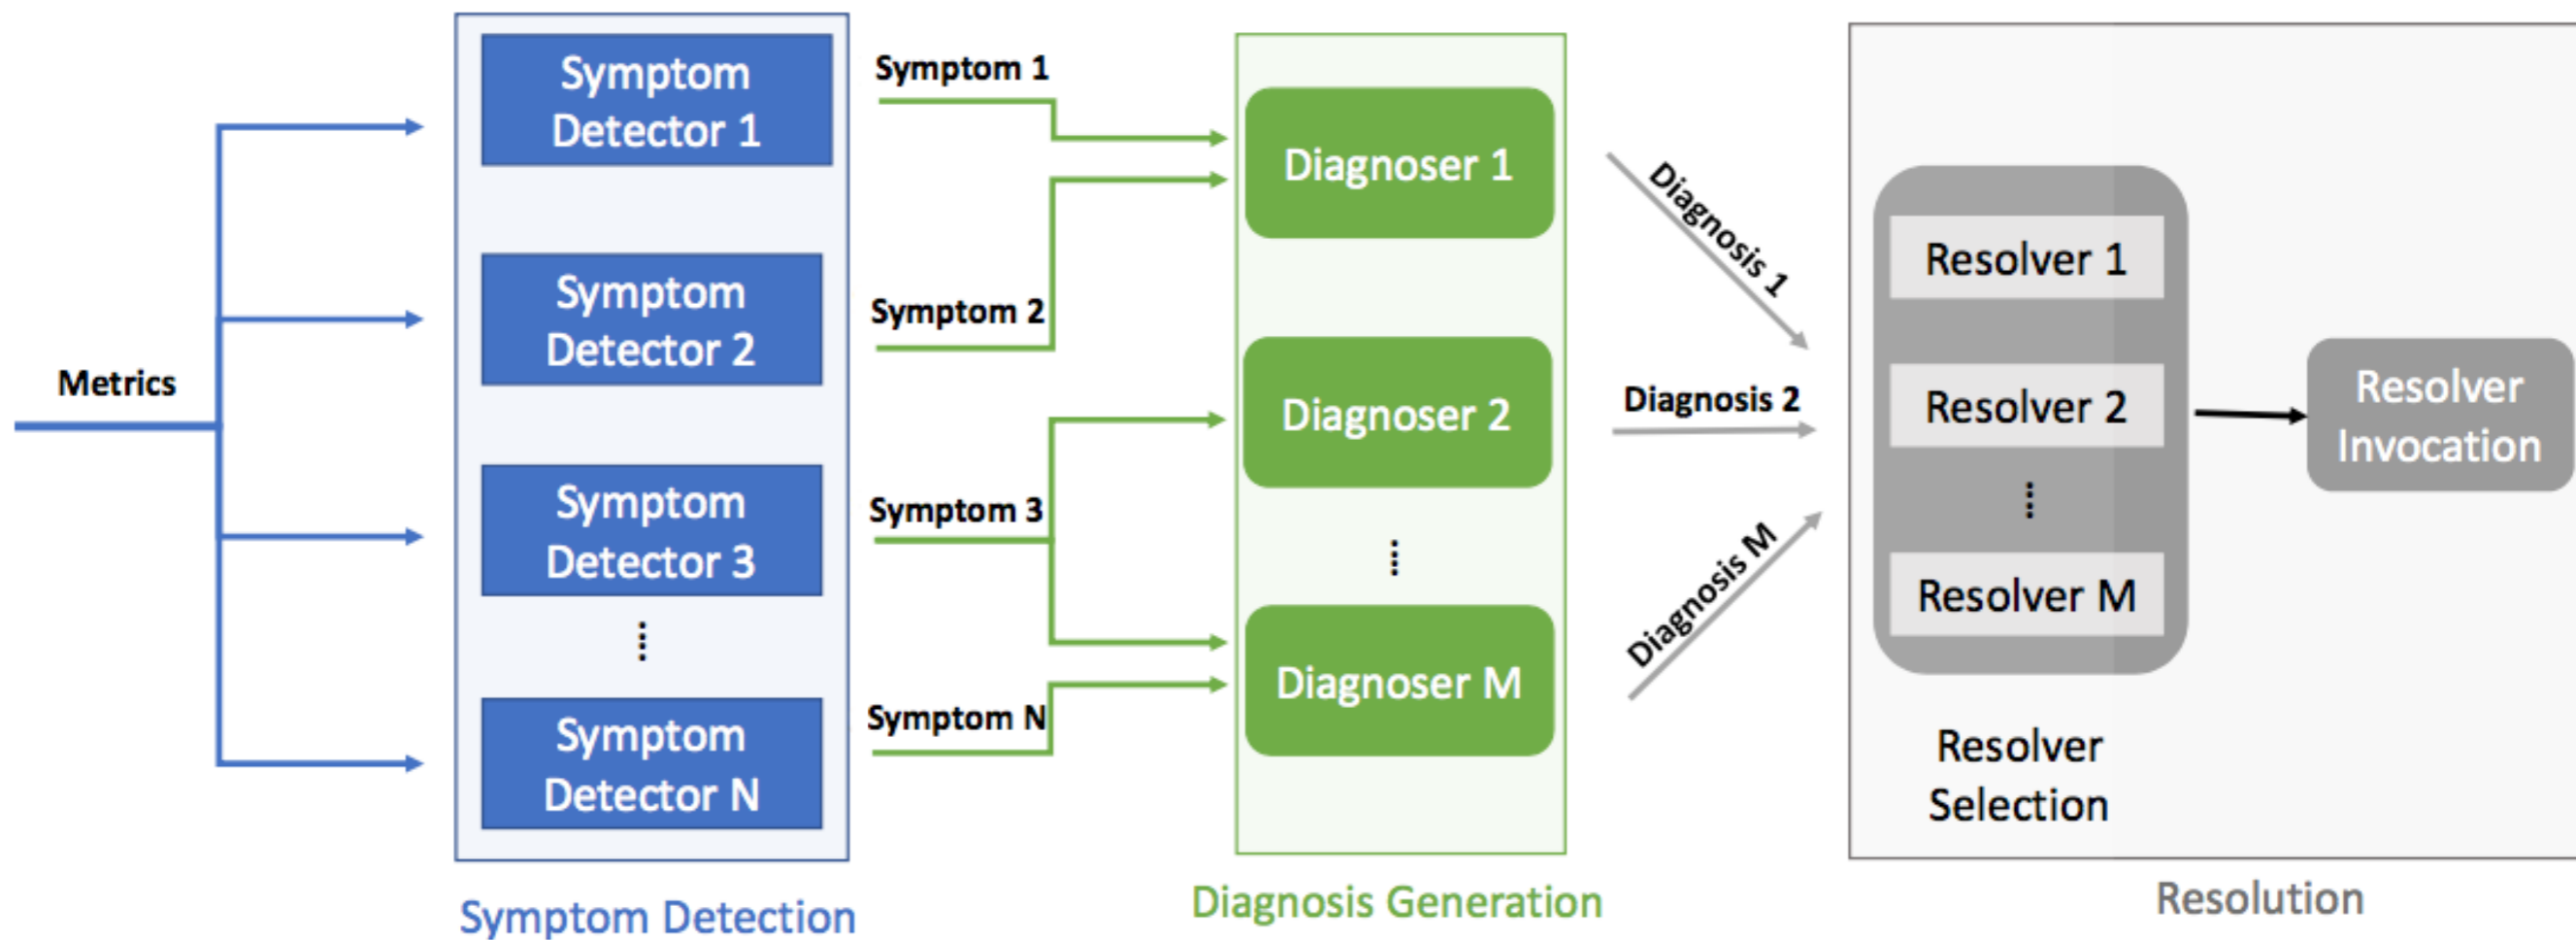 Metrics
Symptom
Detector 1
Symptom
Detector 2
Symptom
Detector 3
Symptom
Detector N
Symptom Detection
Symptom 1
Symptom 2
Symptom 3
Symptom N
Diagnoser 1
Diagnoser 2
Diagnoser M
Diagnosis Generation
Diagnosis 1
Diagnosis 2
Diagnosis M
Resolver 1
Resolver 2
Resolver M
Resolver
Selection
Resolver
Invocation
Resolution